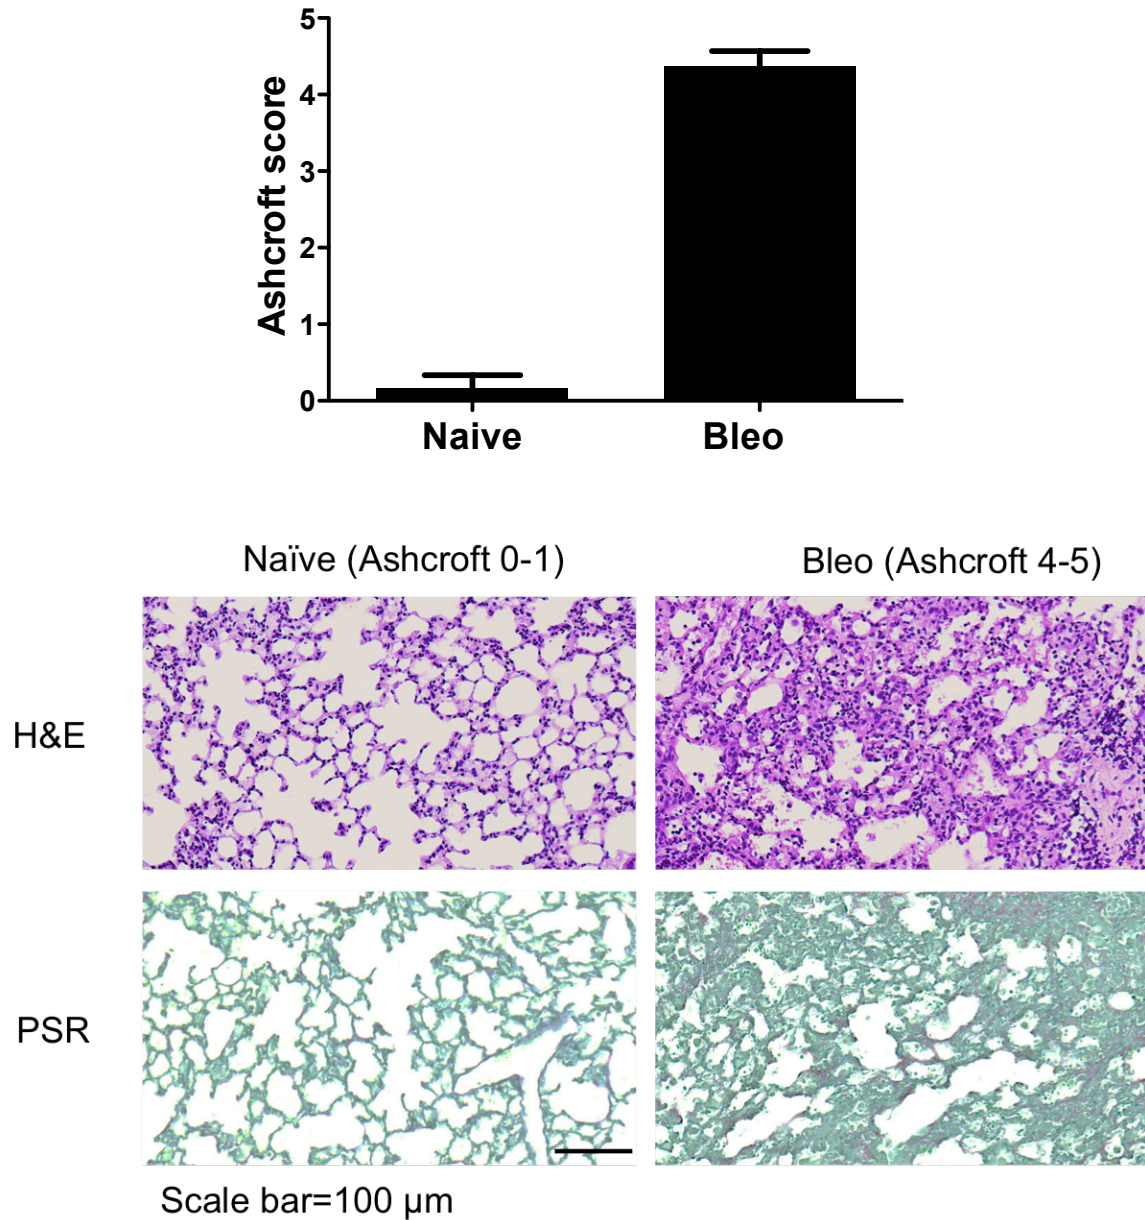 5
4
3
2
1
0
Ashcroft score
Naive Bleo
Naïve (Ashcroft 0-1) Bleo (Ashcroft 4-5)
H&E
PSR
Scale bar=100 µm